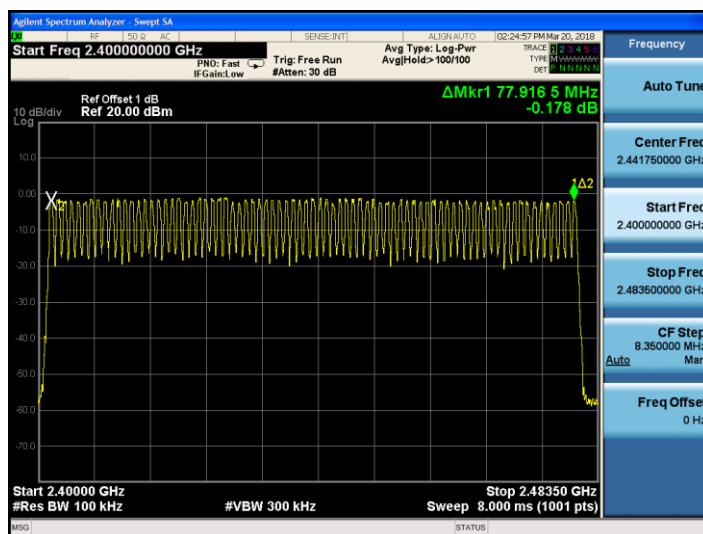 Agilent Spectrum Analyzer - Swept SA
RF 50 Ω AC SENSE:INT ALIGN AUTO 02:24:57 PM Mar 20, 2018
Start Freq 2.400000000 GHz
PNO: Fast
IFGain:Low
Trig: Free Run
#Atten: 30 dB
Avg Type: Log-Pwr
Avg|Hold:>100/100
TRACE 1 2 3 4 5 6
TYPE M
DET P N N N N N
Ref Offset 1 dB
10 dB/div Ref 20.00 dBm
Log
ΔMkr1 77.916 5 MHz
-0.178 dB
10.0
0.00
-10.0
-20.0
-30.0
-40.0
-50.0
-60.0
-70.0
X2
1Δ2
Start 2.40000 GHz Stop 2.48350 GHz
#Res BW 100 kHz #VBW 300 kHz Sweep 8.000 ms (1001 pts)
MSG STATUS
Frequency
Auto Tune
Center Freq
2.441750000 GHz
Start Freq
2.400000000 GHz
Stop Freq
2.483500000 GHz
CF Step
8.350000 MHz
Auto Man
Freq Offset
0 Hz